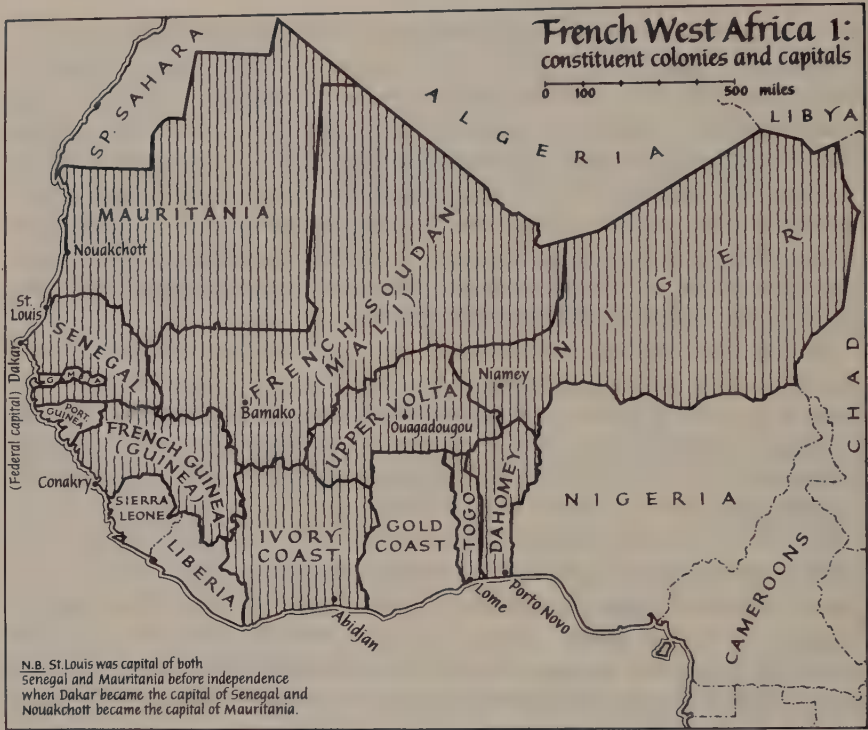 French West Africa 1:
constituent colonies and capitals
0 100 500 miles
SP. SAHARA
ALGERIA
LIBYA
MAURITANIA
Nouakchott
St.
Louis
SENEGAL
(Federal capital) Dakar
FRENCH SOUDAN
(MALI)
NIGER
CHAD
Niamey
Bamako
UPPER VOLTA
Ouagadougou
PORT.
GUINEA
FRENCH GUINEA
(GUINEA)
Conakry
SIERRA
LEONE
LIBERIA
IVORY
COAST
GOLD
COAST
TOGO
DAHOMEY
NIGERIA
CAMEROONS
Abidjan
Lome
Porto Novo
N.B. St.Louis was capital of both
Senegal and Mauritania before independence
when Dakar became the capital of Senegal and
Nouakchott became the capital of Mauritania.